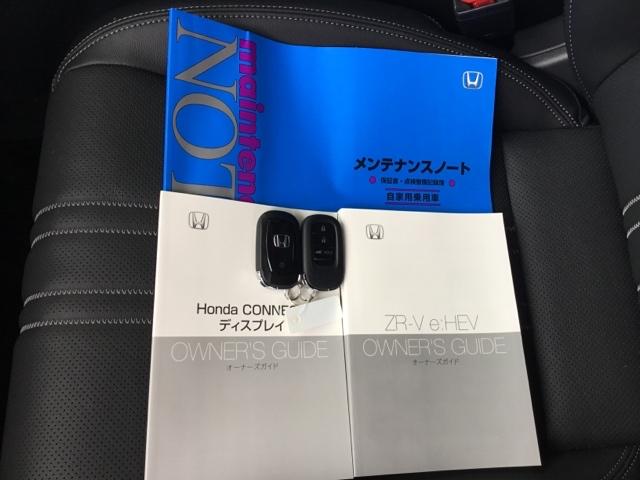 maintenance
NOT
メンテナンスノート
保証書・点検整備記録簿
自家用乗用車
Honda CONNE
ディスプレイ
OWNER'S GUIDE
オーナーズガイド
ZR-V e:HEV
OWNER'S GUIDE
オーナーズガイド